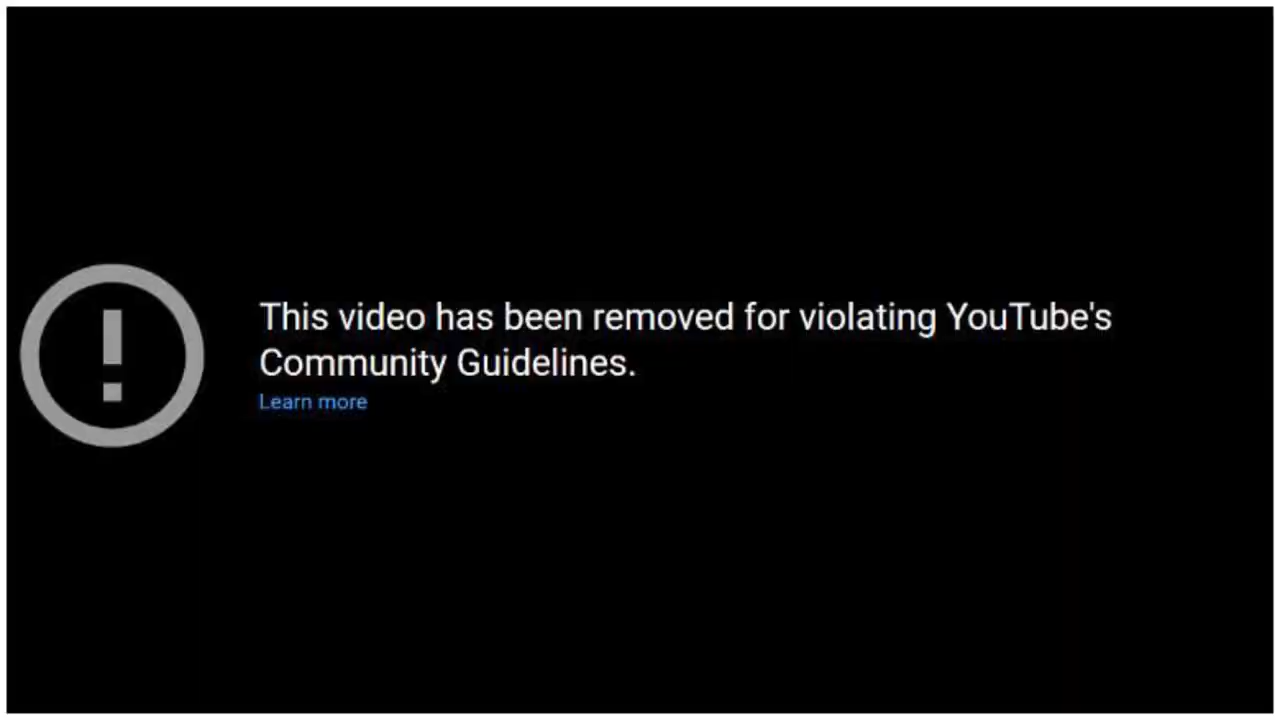 This video has been removed for violating YouTube's
Community Guidelines.
Learn more